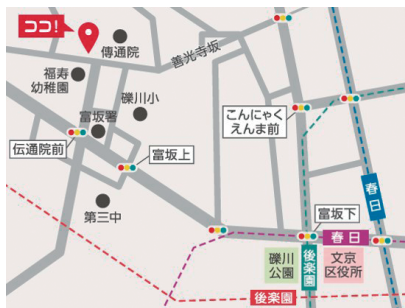 ココ!
傳通院
善光寺坂
福寿
幼稚園
礫川小
こんにゃく
えんま前
富坂署
伝通院前
富坂上
第三中
春日
富坂下
春日
礫川
公園
後楽園
文京
区役所
後楽園